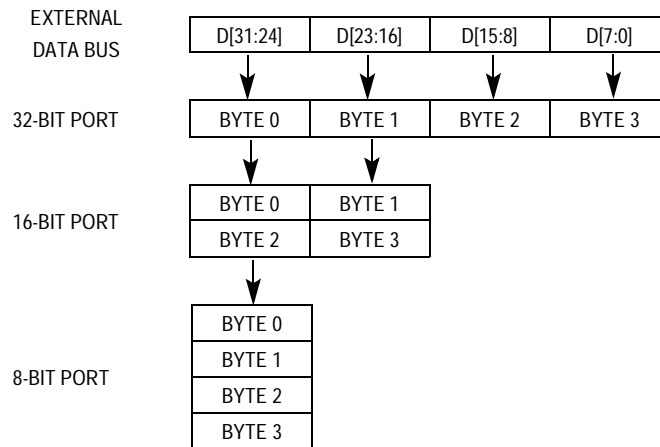 EXTERNAL
DATA BUS
D[31:24] D[23:16] D[15:8] D[7:0]
32-BIT PORT BYTE 0 BYTE 1 BYTE 2 BYTE 3
16-BIT PORT
BYTE 0 BYTE 1
BYTE 2 BYTE 3
8-BIT PORT
BYTE 0
BYTE 1
BYTE 2
BYTE 3